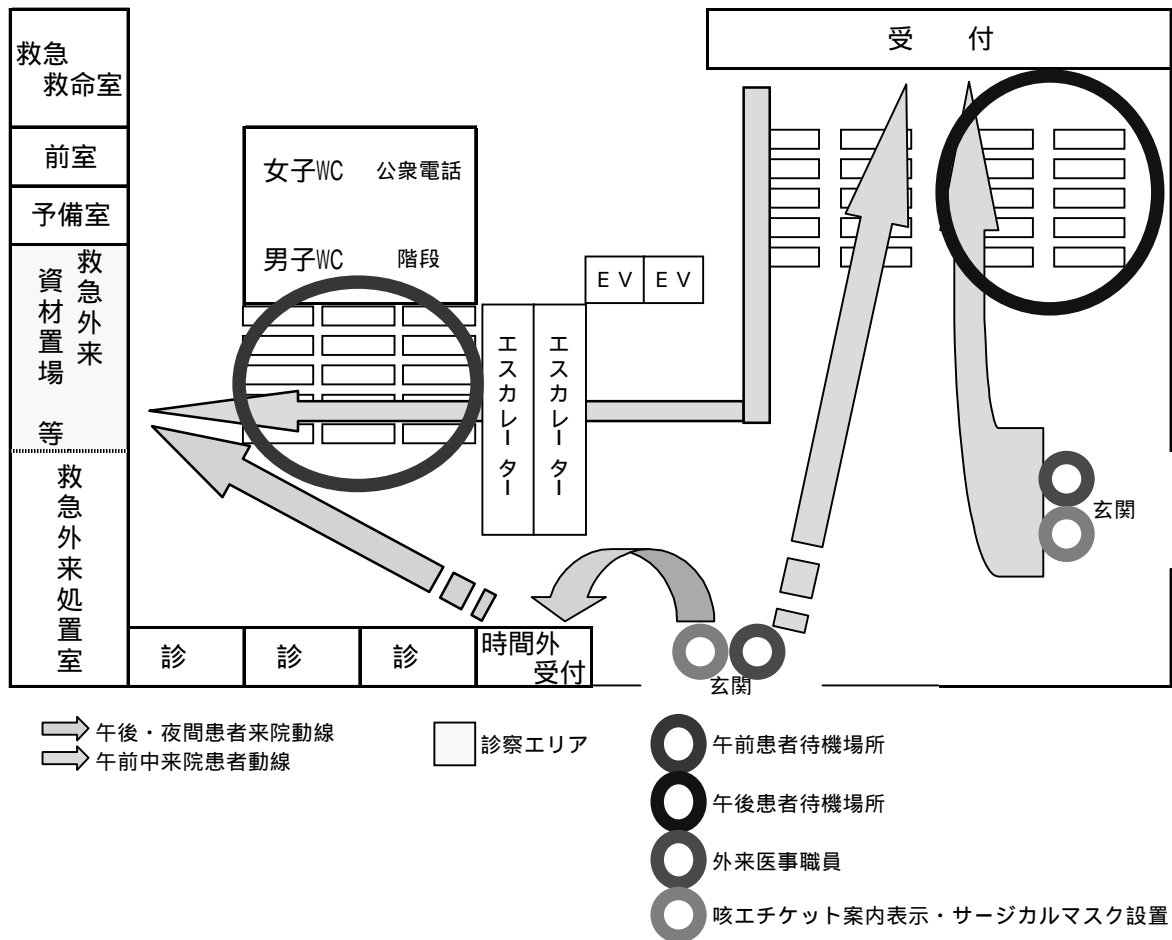 受　付
救急
救命室
前室
予備室
救急外来
資材置場　等
救急外来処置室
女子WC　公衆電話
男子WC　階段
ＥＶ　ＥＶ
エスカレーター
エスカレーター
玄関
診　診　診
時間外
受付
玄関
午後・夜間患者来院動線
午前中来院患者動線
診察エリア
午前患者待機場所
午後患者待機場所
外来医事職員
咳エチケット案内表示・サージカルマスク設置